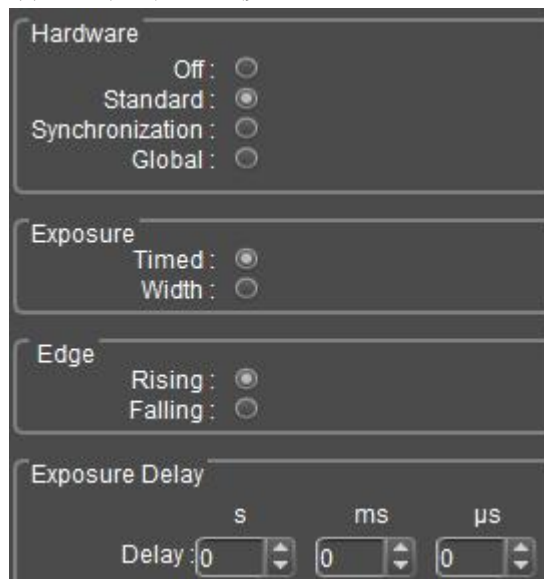 Hardware
Off :
Standard :
Synchronization :
Global :
Exposure
Timed :
Width :
Edge
Rising :
Falling :
Exposure Delay
s ms µs
Delay : 0 0 0